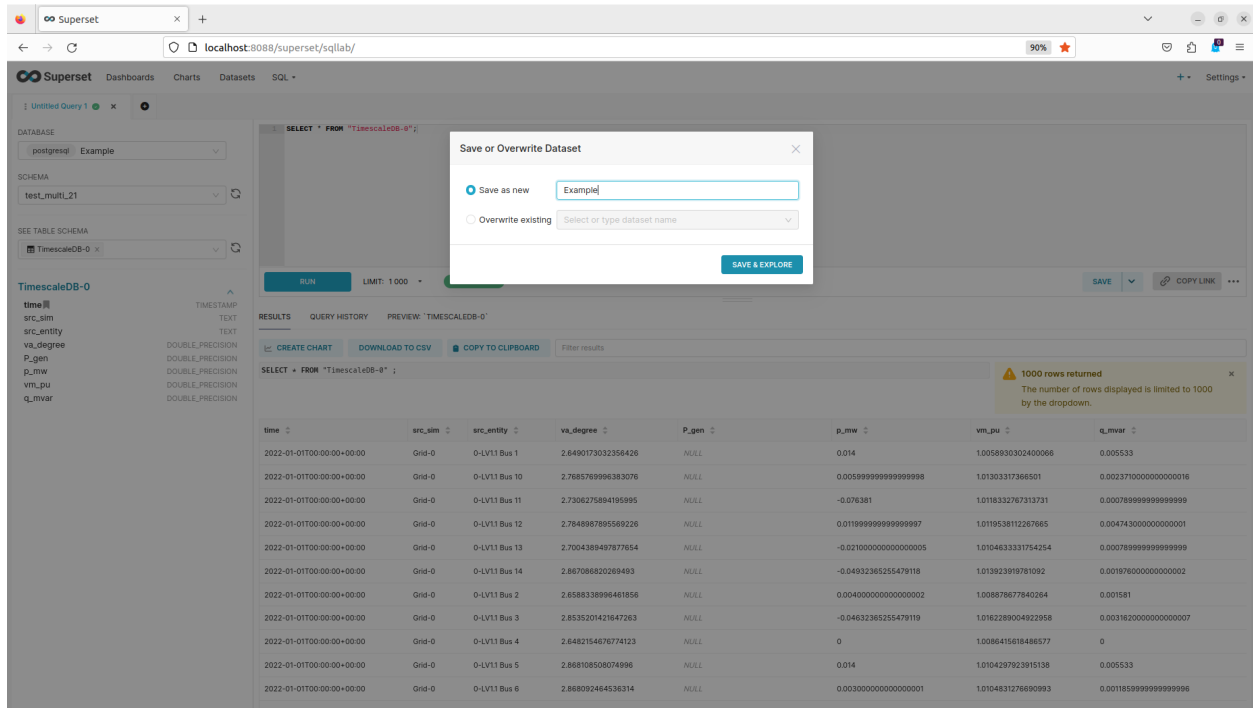 Superset
localhost:8088/superset/sqllab/
90%
Superset Dashboards Charts Datasets SQL
+ Settings
Untitled Query 1
DATABASE
postgresql Example
SCHEMA
test_multi_21
SEE TABLE SCHEMA
TimescaleDB-0
TimescaleDB-0
time TIMESTAMP
src_sim TEXT
src_entity TEXT
va_degree DOUBLE_PRECISION
P_gen DOUBLE_PRECISION
p_mw DOUBLE_PRECISION
vm_pu DOUBLE_PRECISION
q_mvar DOUBLE_PRECISION
1 SELECT * FROM "TimescaleDB-0";
Save or Overwrite Dataset
Save as new Example
Overwrite existing Select or type dataset name
SAVE & EXPLORE
RUN LIMIT: 1 000 SAVE COPY LINK
RESULTS QUERY HISTORY PREVIEW: `TIMESCALEDB-0`
CREATE CHART DOWNLOAD TO CSV COPY TO CLIPBOARD Filter results
SELECT * FROM "TimescaleDB-0" ;
1000 rows returned
The number of rows displayed is limited to 1000
by the dropdown.
time src_sim src_entity va_degree P_gen p_mw vm_pu q_mvar
2022-01-01T00:00:00+00:00 Grid-0 0-LV1.1 Bus 1 2.6490173032356426 NULL 0.014 1.0058930302400066 0.005533
2022-01-01T00:00:00+00:00 Grid-0 0-LV1.1 Bus 10 2.7685769996383076 NULL 0.005999999999999998 1.01303317366501 0.0023710000000000016
2022-01-01T00:00:00+00:00 Grid-0 0-LV1.1 Bus 11 2.7306275894195995 NULL -0.076381 1.0118332767313731 0.000789999999999999
2022-01-01T00:00:00+00:00 Grid-0 0-LV1.1 Bus 12 2.7848987895569226 NULL 0.011999999999999997 1.0119538112267665 0.004743000000000001
2022-01-01T00:00:00+00:00 Grid-0 0-LV1.1 Bus 13 2.7004389497877654 NULL -0.021000000000000005 1.0104633331754254 0.000789999999999999
2022-01-01T00:00:00+00:00 Grid-0 0-LV1.1 Bus 14 2.867066820269493 NULL -0.04932365255479118 1.013923919781092 0.001976000000000002
2022-01-01T00:00:00+00:00 Grid-0 0-LV1.1 Bus 2 2.6588338996461856 NULL 0.004000000000000002 1.008878677840264 0.001581
2022-01-01T00:00:00+00:00 Grid-0 0-LV1.1 Bus 3 2.8535201421647263 NULL -0.04632365255479119 1.0162289004922958 0.0031620000000000007
2022-01-01T00:00:00+00:00 Grid-0 0-LV1.1 Bus 4 2.6482154676774123 NULL 0 1.0086415618486577 0
2022-01-01T00:00:00+00:00 Grid-0 0-LV1.1 Bus 5 2.868108508074996 NULL 0.014 1.0104297923915138 0.005533
2022-01-01T00:00:00+00:00 Grid-0 0-LV1.1 Bus 6 2.868092464536314 NULL 0.003000000000000001 1.0104831276690993 0.0011859999999999996